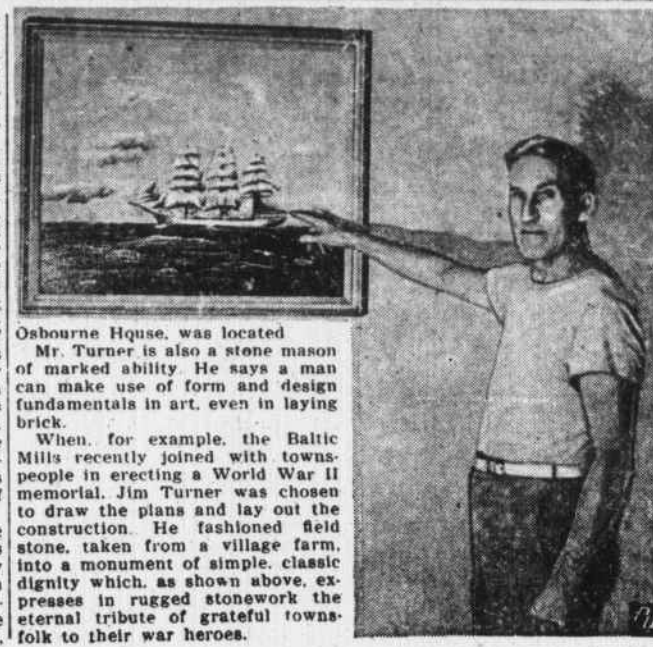 Osbourne House, was located
Mr. Turner is also a stone mason
of marked ability. He says a man
can make use of form and design
fundamentals in art, even in laying
brick.
When, for example, the Baltic
Mills recently joined with towns-
people in erecting a World War II
memorial, Jim Turner was chosen
to draw the plans and lay out the
construction. He fashioned field
stone, taken from a village farm,
into a monument of simple, classic
dignity which, as shown above, ex-
presses in rugged stonework the
eternal tribute of grateful towns-
folk to their war heroes.